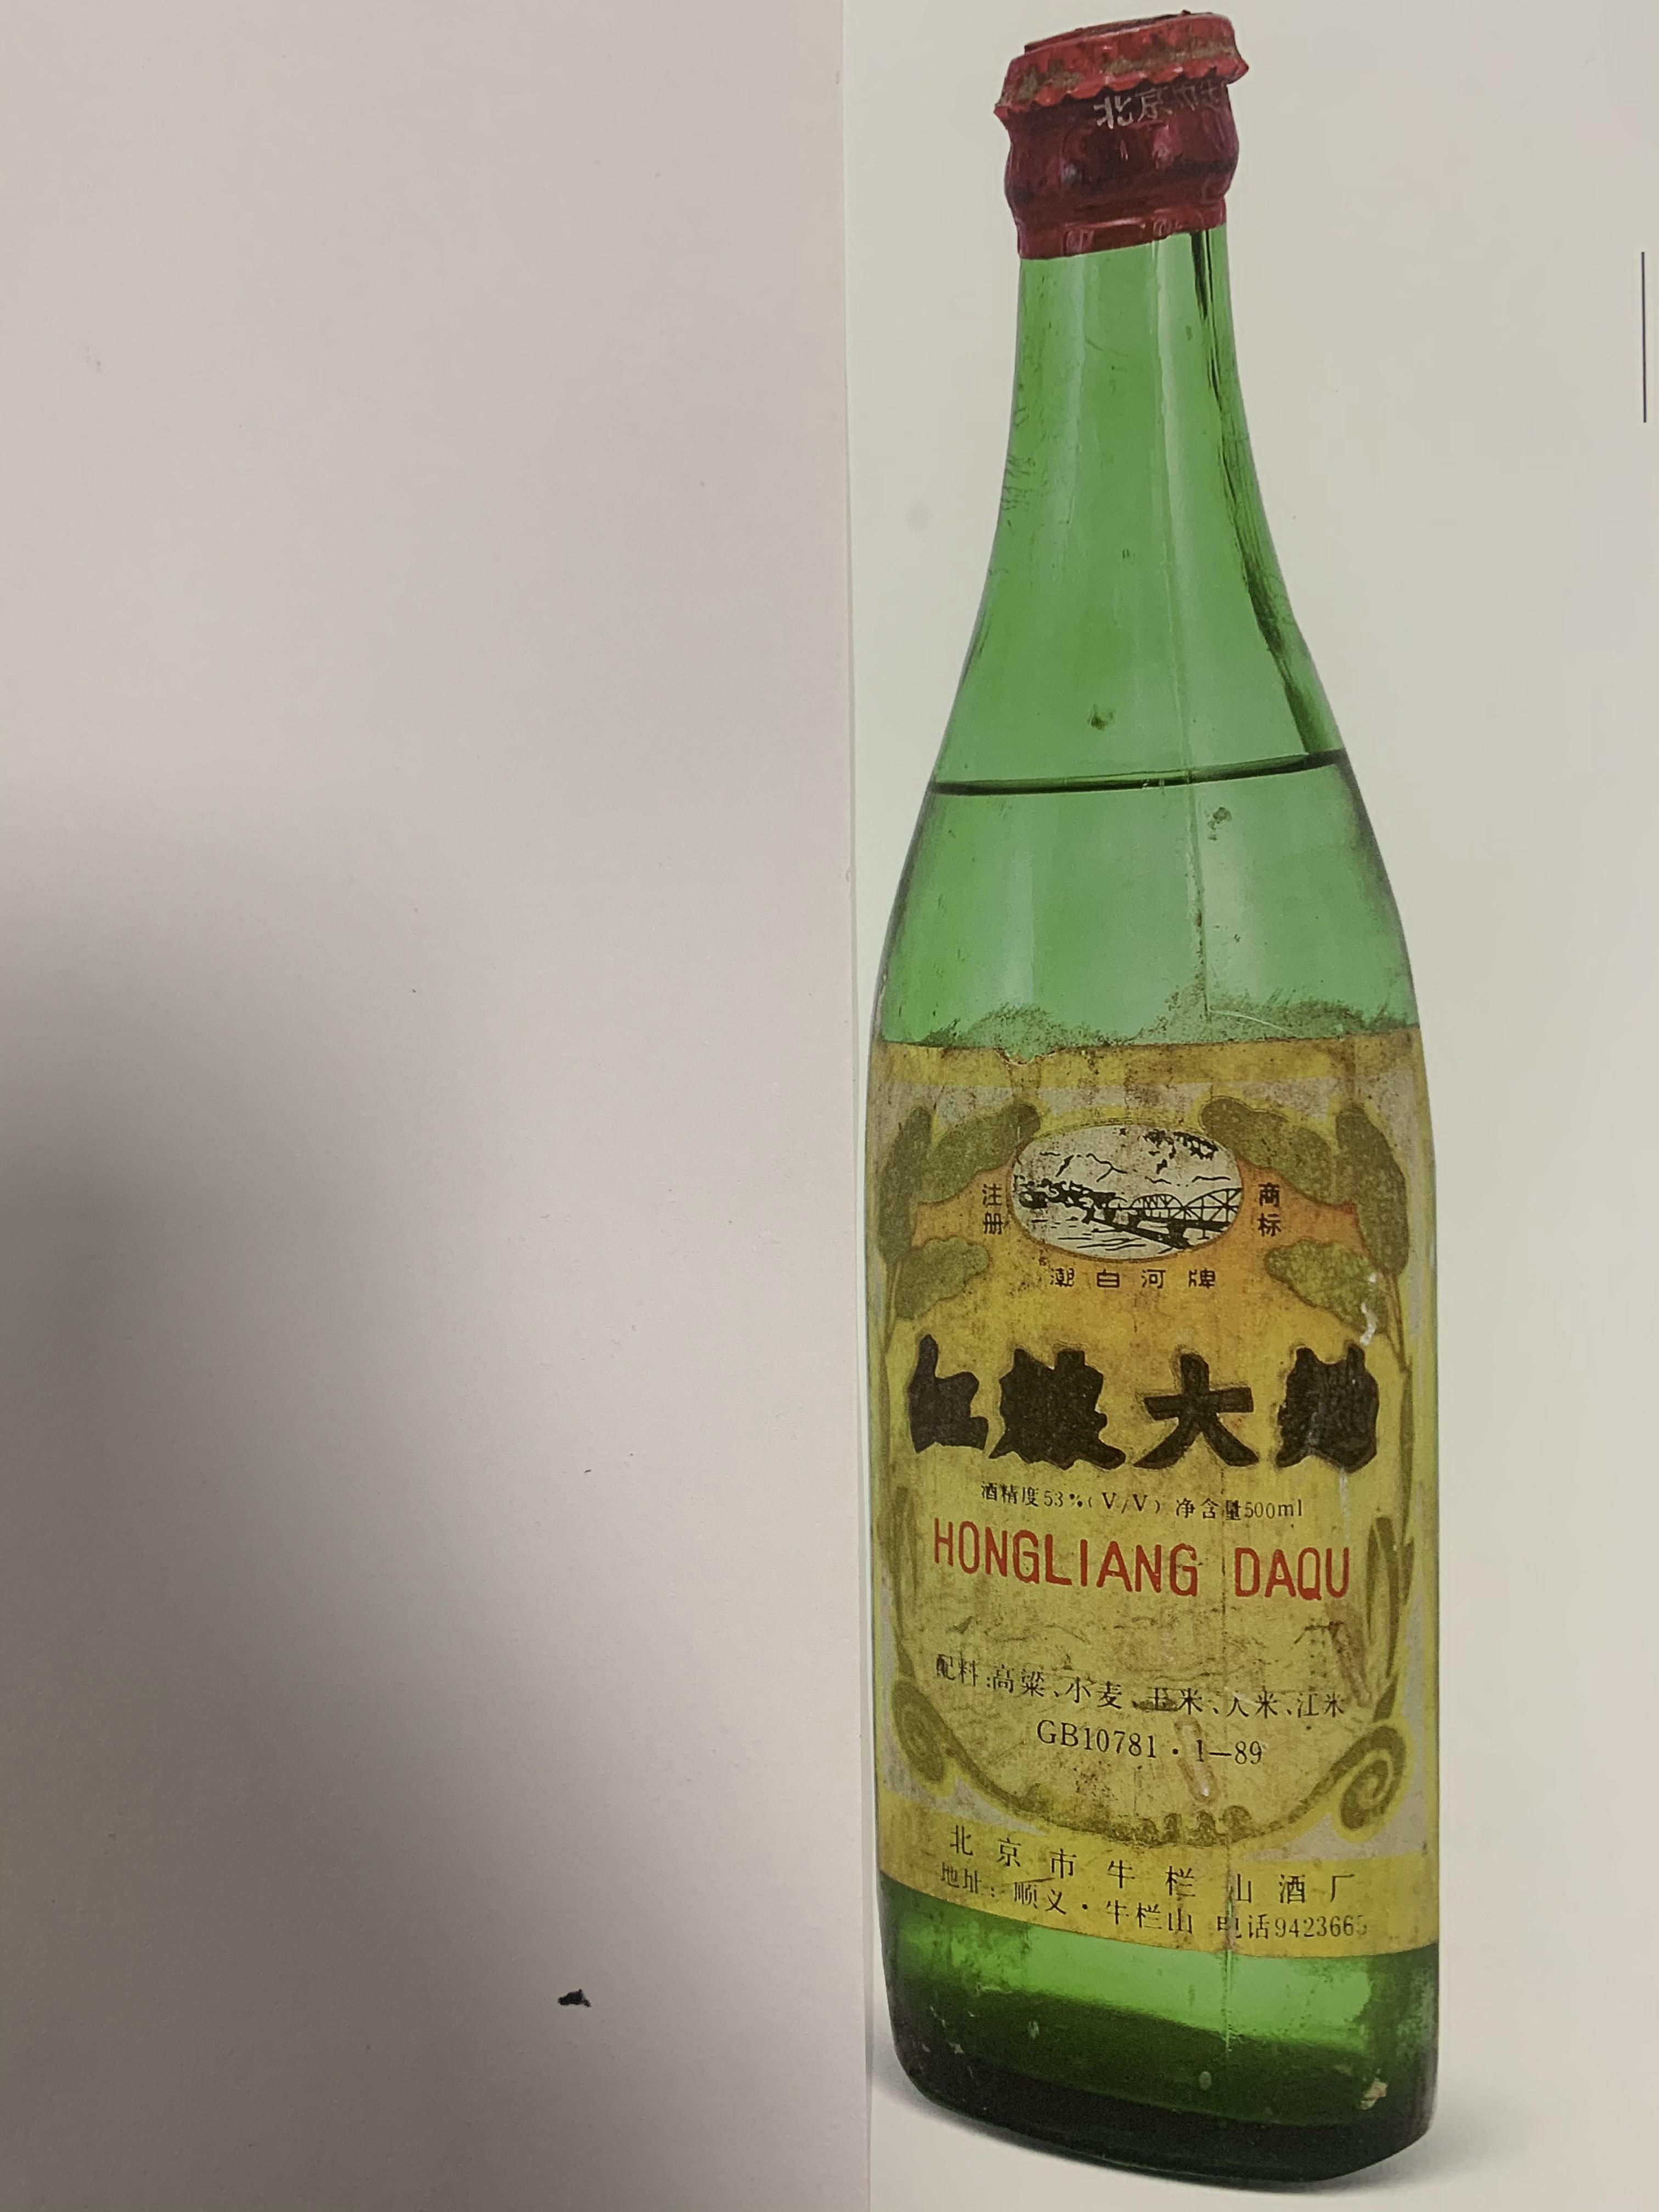 北京
注册
商标
潮白河牌
红粮大曲
酒精度53%(V/V) 净含量500ml
HONGLIANG DAQU
配料:高粱、小麦、玉米、大米、江米
GB10781·1—89
北京市牛栏山酒厂
地址：顺义·牛栏山 电话9423665